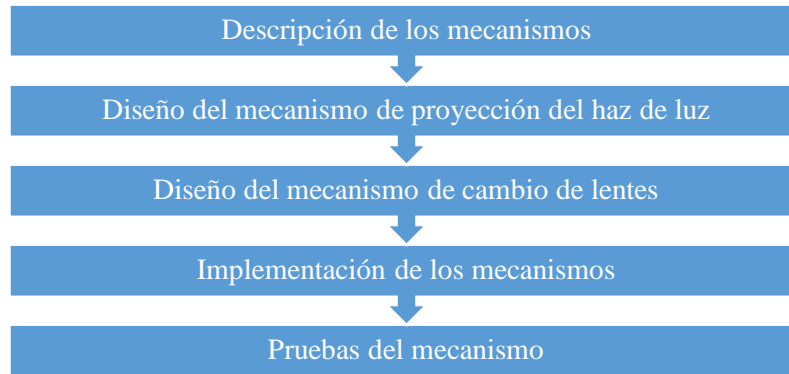 Descripción de los mecanismos
Diseño del mecanismo de proyección del haz de luz
Diseño del mecanismo de cambio de lentes
Implementación de los mecanismos
Pruebas del mecanismo